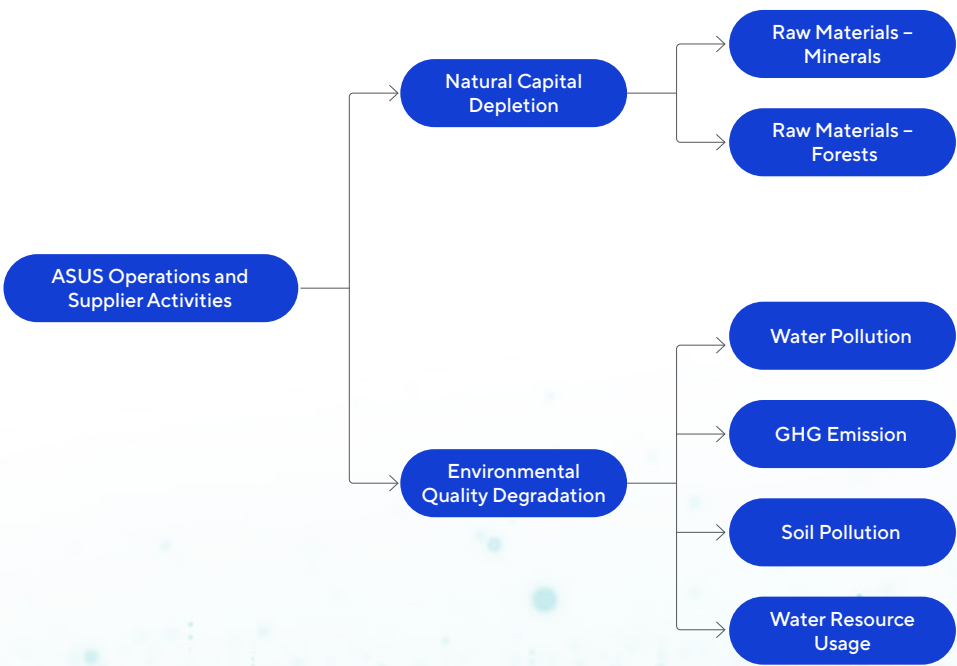 Raw Materials –
Minerals
Natural Capital
Depletion
Raw Materials –
Forests
ASUS Operations and
Supplier Activities
Water Pollution
GHG Emission
Environmental
Quality Degradation
Soil Pollution
Water Resource
Usage